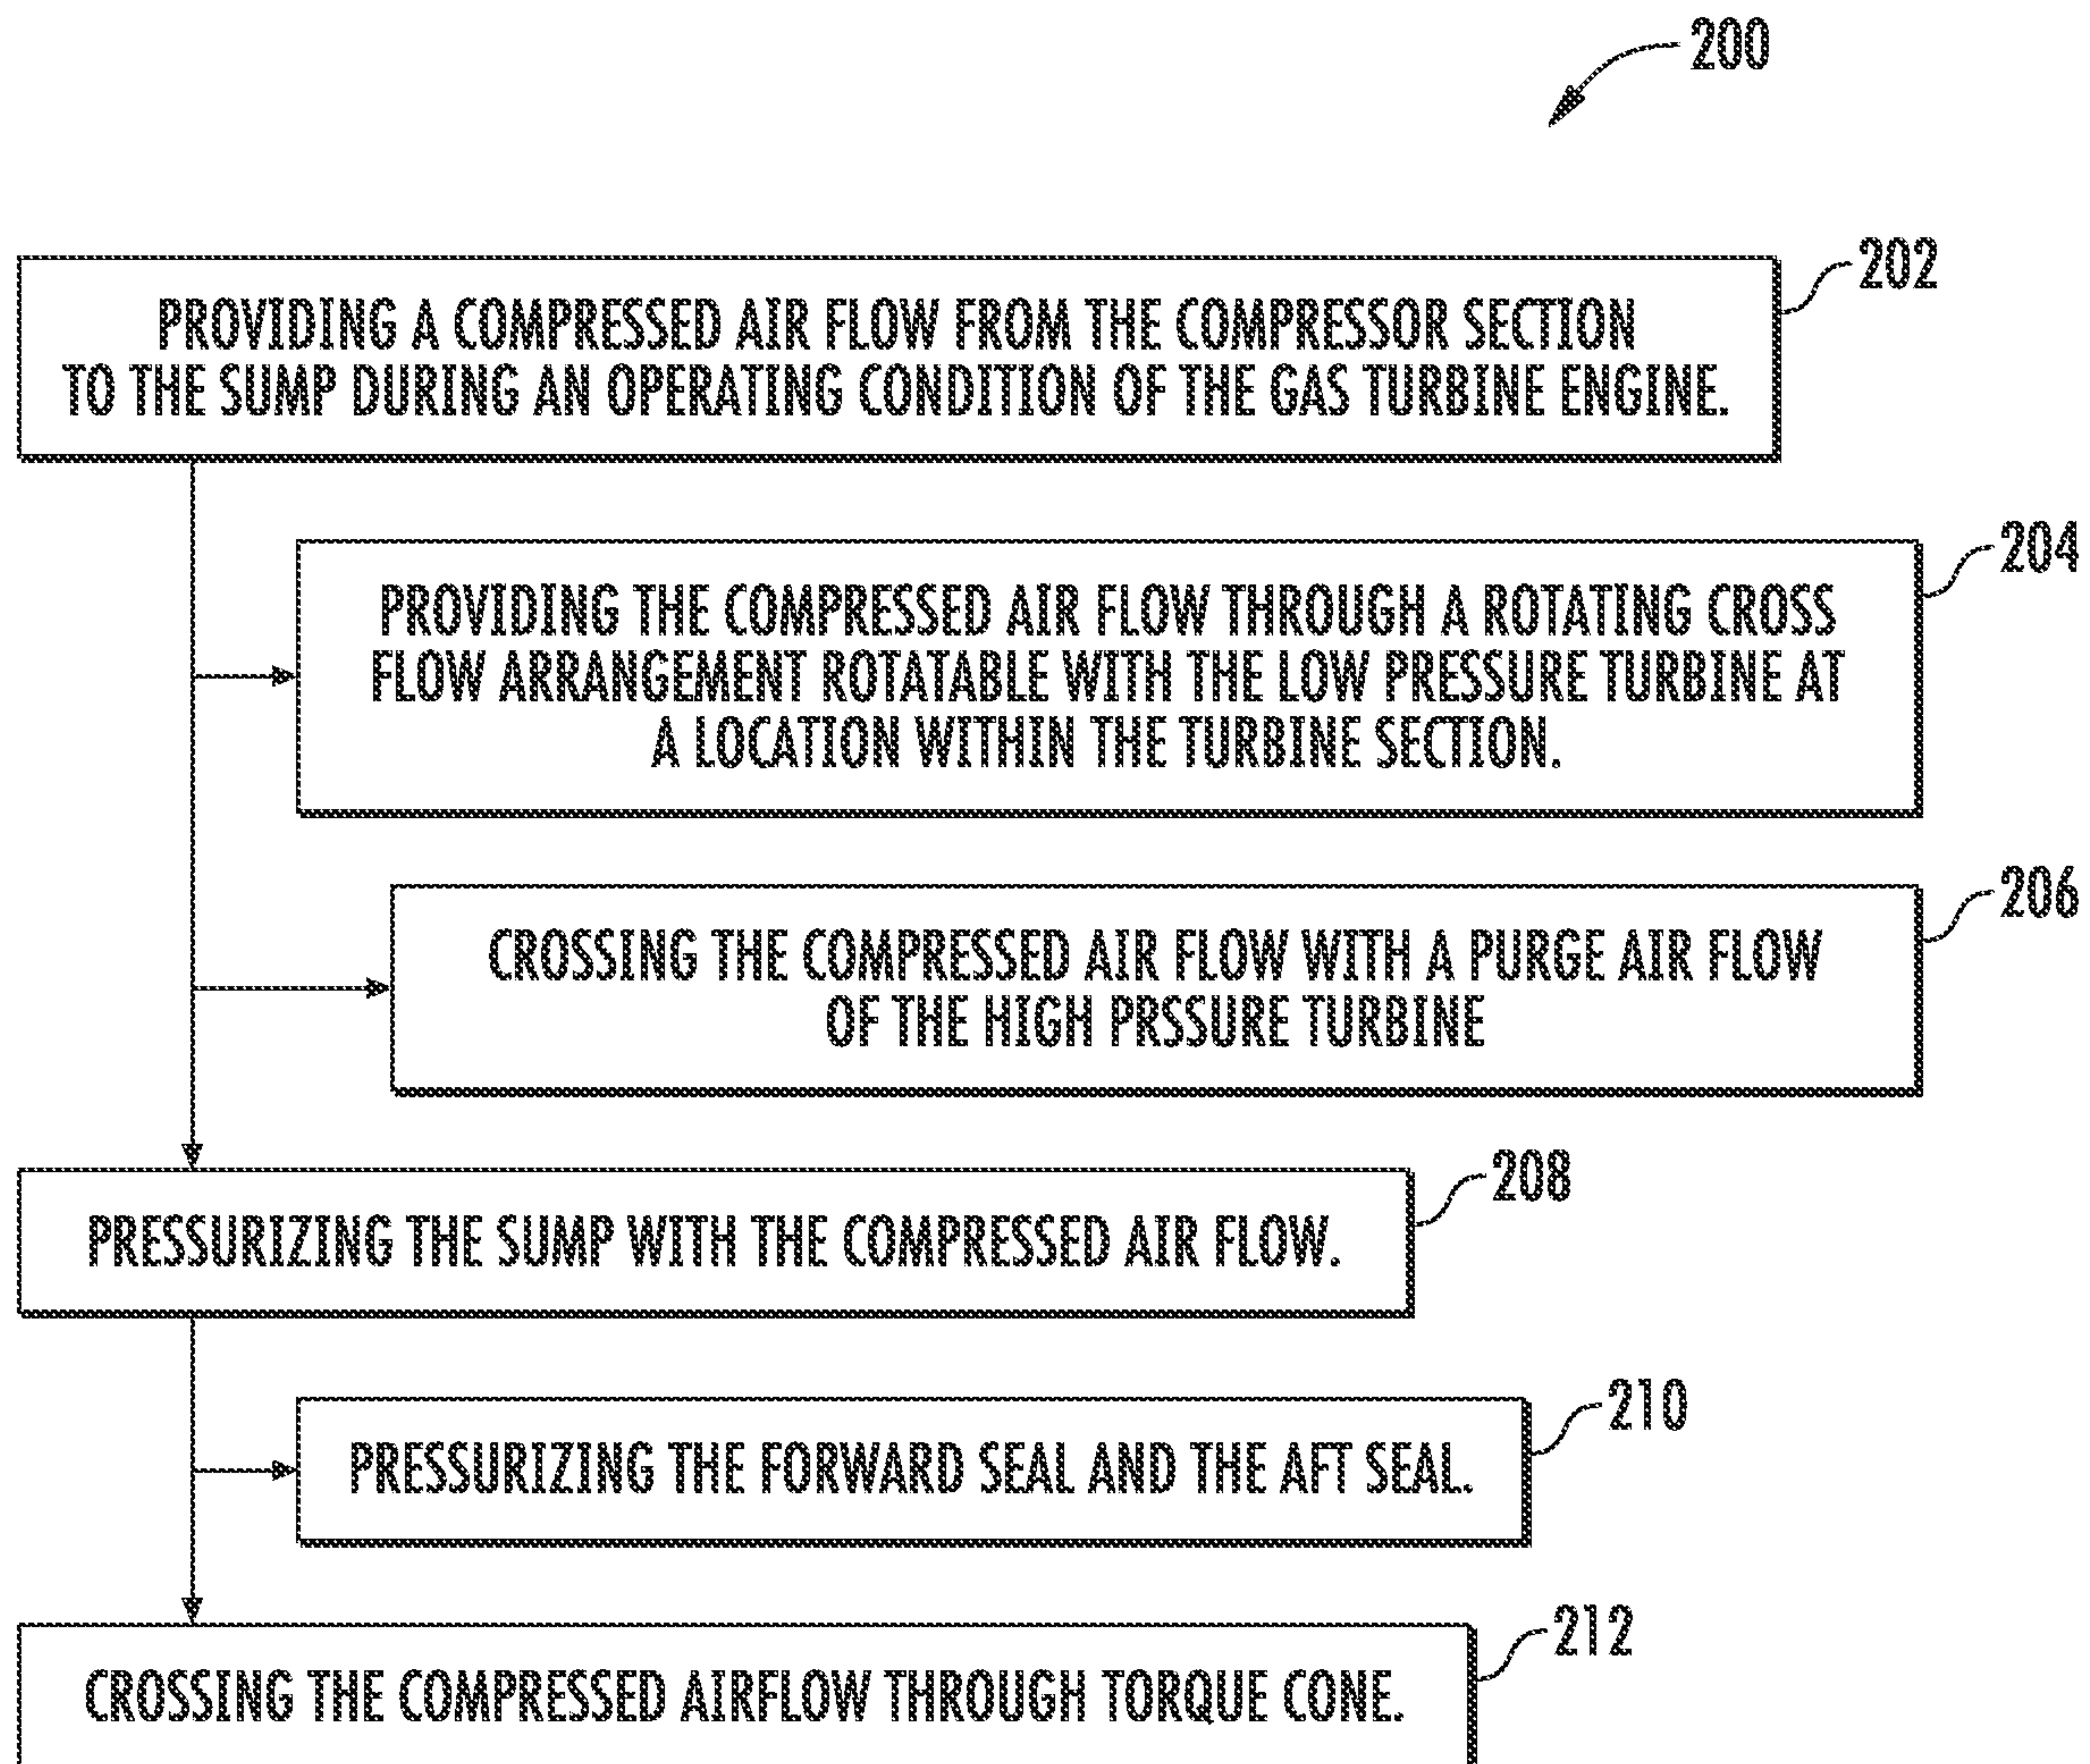 200
202
PROVIDING A COMPRESSED AIR FLOW FROM THE COMPRESSOR SECTION
TO THE SUMP DURING AN OPERATING CONDITION OF THE GAS TURBINE ENGINE.
204
PROVIDING THE COMPRESSED AIR FLOW THROUGH A ROTATING CROSS
FLOW ARRANGEMENT ROTATABLE WITH THE LOW PRESSURE TURBINE AT
A LOCATION WITHIN THE TURBINE SECTION.
206
CROSSING THE COMPRESSED AIR FLOW WITH A PURGE AIR FLOW
OF THE HIGH PRSSURE TURBINE
208
PRESSURIZING THE SUMP WITH THE COMPRESSED AIR FLOW.
210
PRESSURIZING THE FORWARD SEAL AND THE AFT SEAL.
212
CROSSING THE COMPRESSED AIRFLOW THROUGH TORQUE CONE.